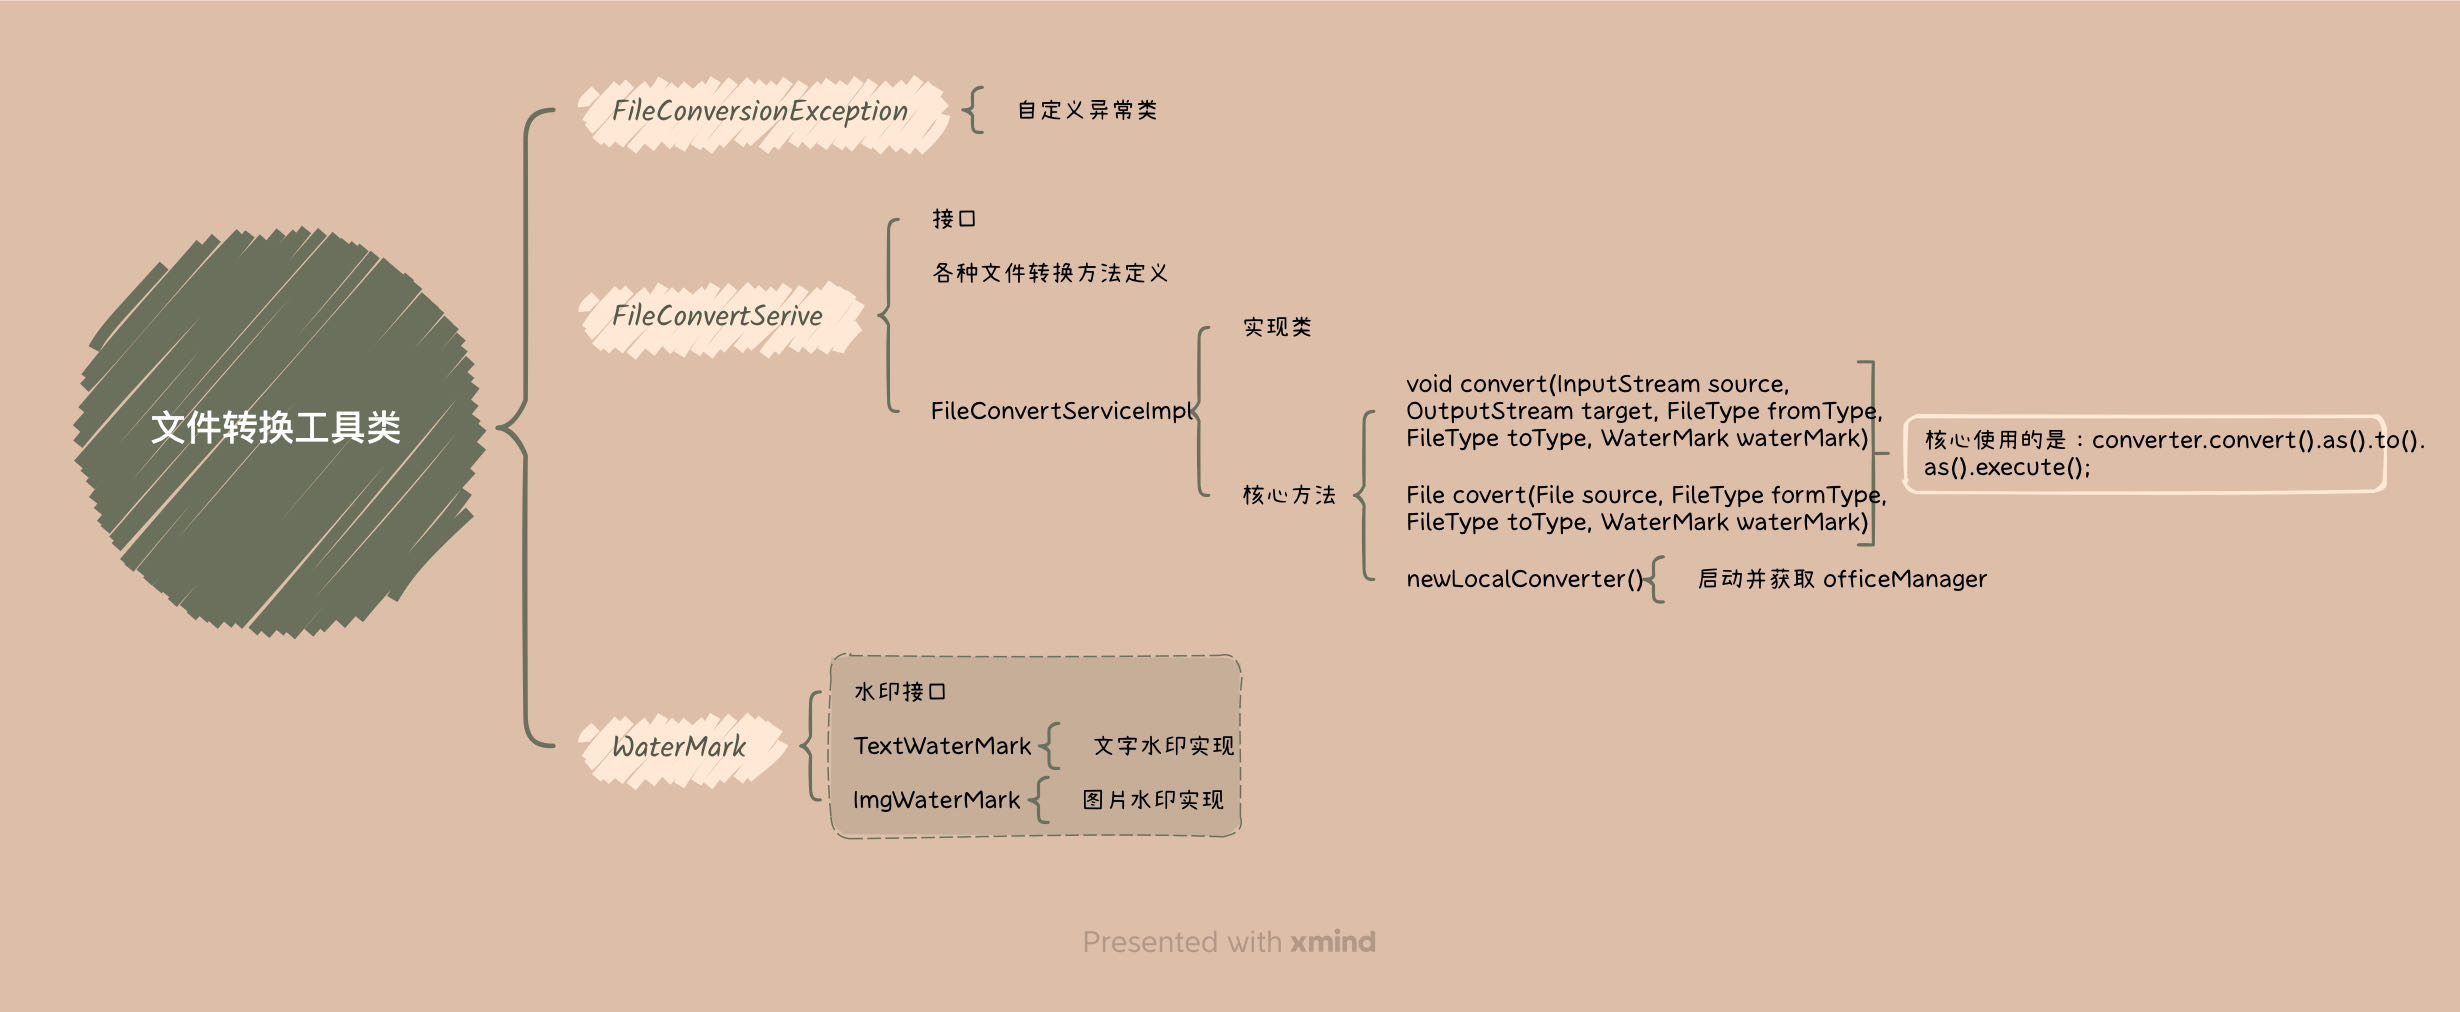 文件转换工具类
FileConversionException
自定义异常类
FileConvertSerive
接口
各种文件转换方法定义
FileConvertServiceImpl
实现类
核心方法
void convert(InputStream source,
OutputStream target, FileType fromType,
FileType toType, WaterMark waterMark)
File covert(File source, FileType formType,
FileType toType, WaterMark waterMark)
核心使用的是：converter.convert().as().to().
as().execute();
newLocalConverter()
启动并获取 officeManager
WaterMark
水印接口
TextWaterMark
文字水印实现
ImgWaterMark
图片水印实现
Presented with xmind